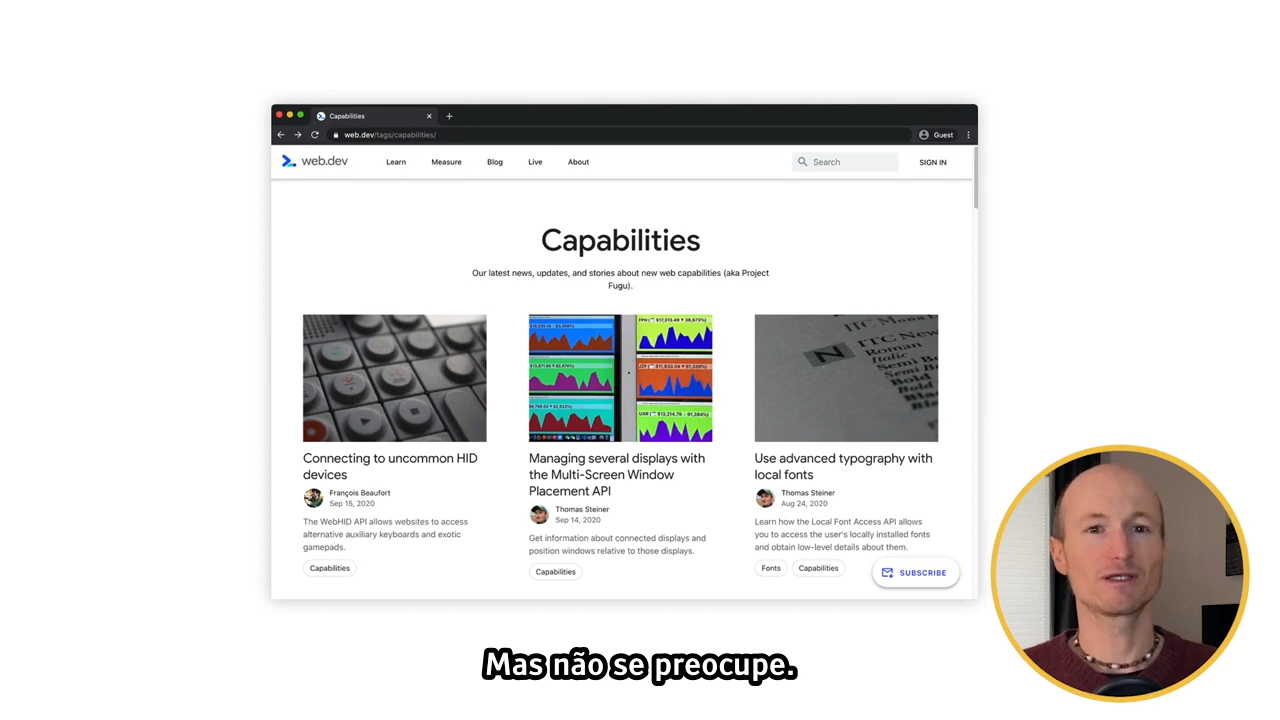 Capabilities
web.dev/tags/capabilities/
Guest
web.dev
Learn
Measure
Blog
Live
About
Search
SIGN IN
Capabilities
Our latest news, updates, and stories about new web capabilities (aka Project
Fugu).
ITC New
Roman
Italic
Bold
Connecting to uncommon HID
devices
François Beaufort
Sep 15, 2020
The WebHID API allows websites to access
alternative auxiliary keyboards and exotic
gamepads.
Capabilities
Managing several displays with
the Multi-Screen Window
Placement API
Thomas Steiner
Sep 14, 2020
Get information about connected displays and
position windows relative to those displays.
Capabilities
Use advanced typography with
local fonts
Thomas Steiner
Aug 24, 2020
Learn how the Local Font Access API allows
you to access the user's locally installed fonts
and obtain low-level details about them.
Fonts
Capabilities
SUBSCRIBE
Mas não se preocupe.